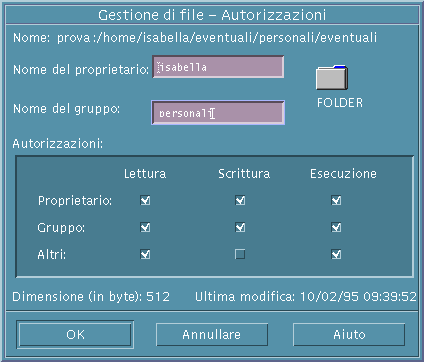 Gestione di file – Autorizzazioni
Nome: prova:/home/isabella/eventuali/personali/eventuali
Nome del proprietario: isabella
Nome del gruppo: personali
FOLDER
Autorizzazioni:
Lettura Scrittura Esecuzione
Proprietario:
Gruppo:
Altri:
Dimensione (in byte): 512 Ultima modifica: 10/02/95 09:39:52
OK Annullare Aiuto